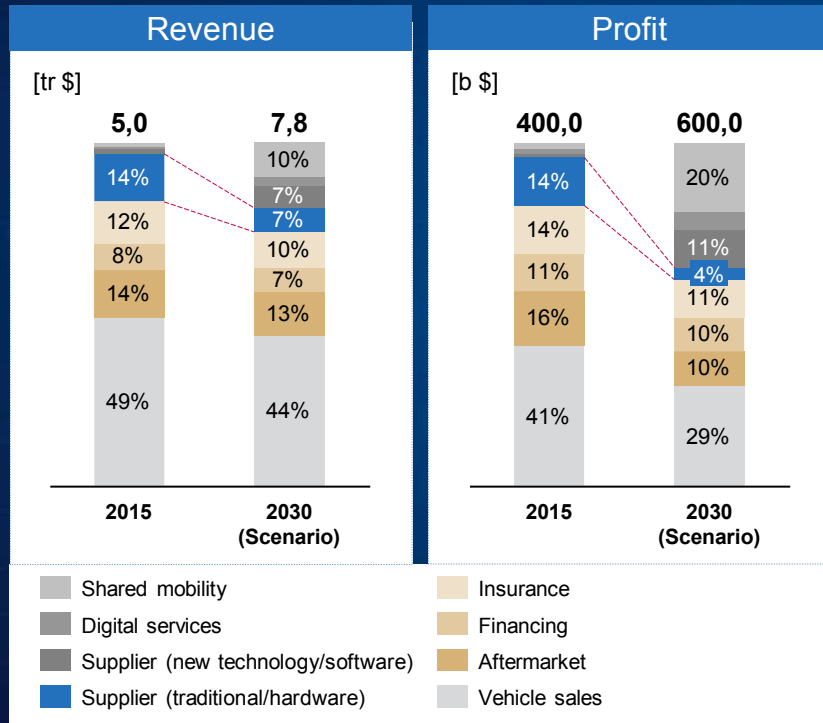 Revenue
Profit
[tr $]
[b $]
5,0
7,8
14%
12%
8%
14%
49%
10%
7%
7%
10%
7%
13%
44%
2015
2030
(Scenario)
400,0
600,0
14%
14%
11%
16%
41%
20%
11%
4%
11%
10%
10%
29%
2015
2030
(Scenario)
Shared mobility
Digital services
Supplier (new technology/software)
Supplier (traditional/hardware)
Insurance
Financing
Aftermarket
Vehicle sales